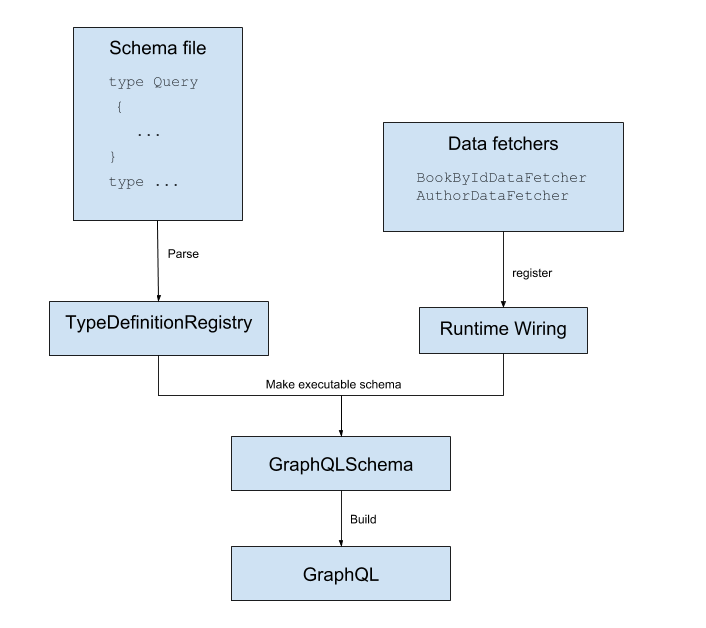 Schema file
type Query
{
...
}
type ...
Data fetchers
BookByIdDataFetcher
AuthorDataFetcher
Parse
register
TypeDefinitionRegistry
Runtime Wiring
Make executable schema
GraphQLSchema
Build
GraphQL